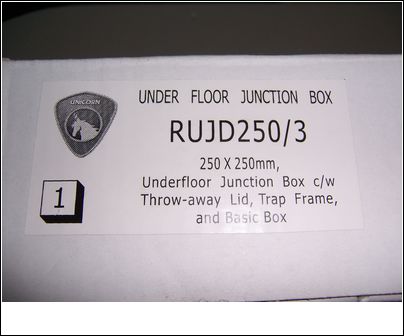 UNICORN
UNDER FLOOR JUNCTION BOX
RUJD250/3
250 X 250mm,
Underfloor Junction Box c/w
Throw-away Lid, Trap Frame,
and Basic Box
1